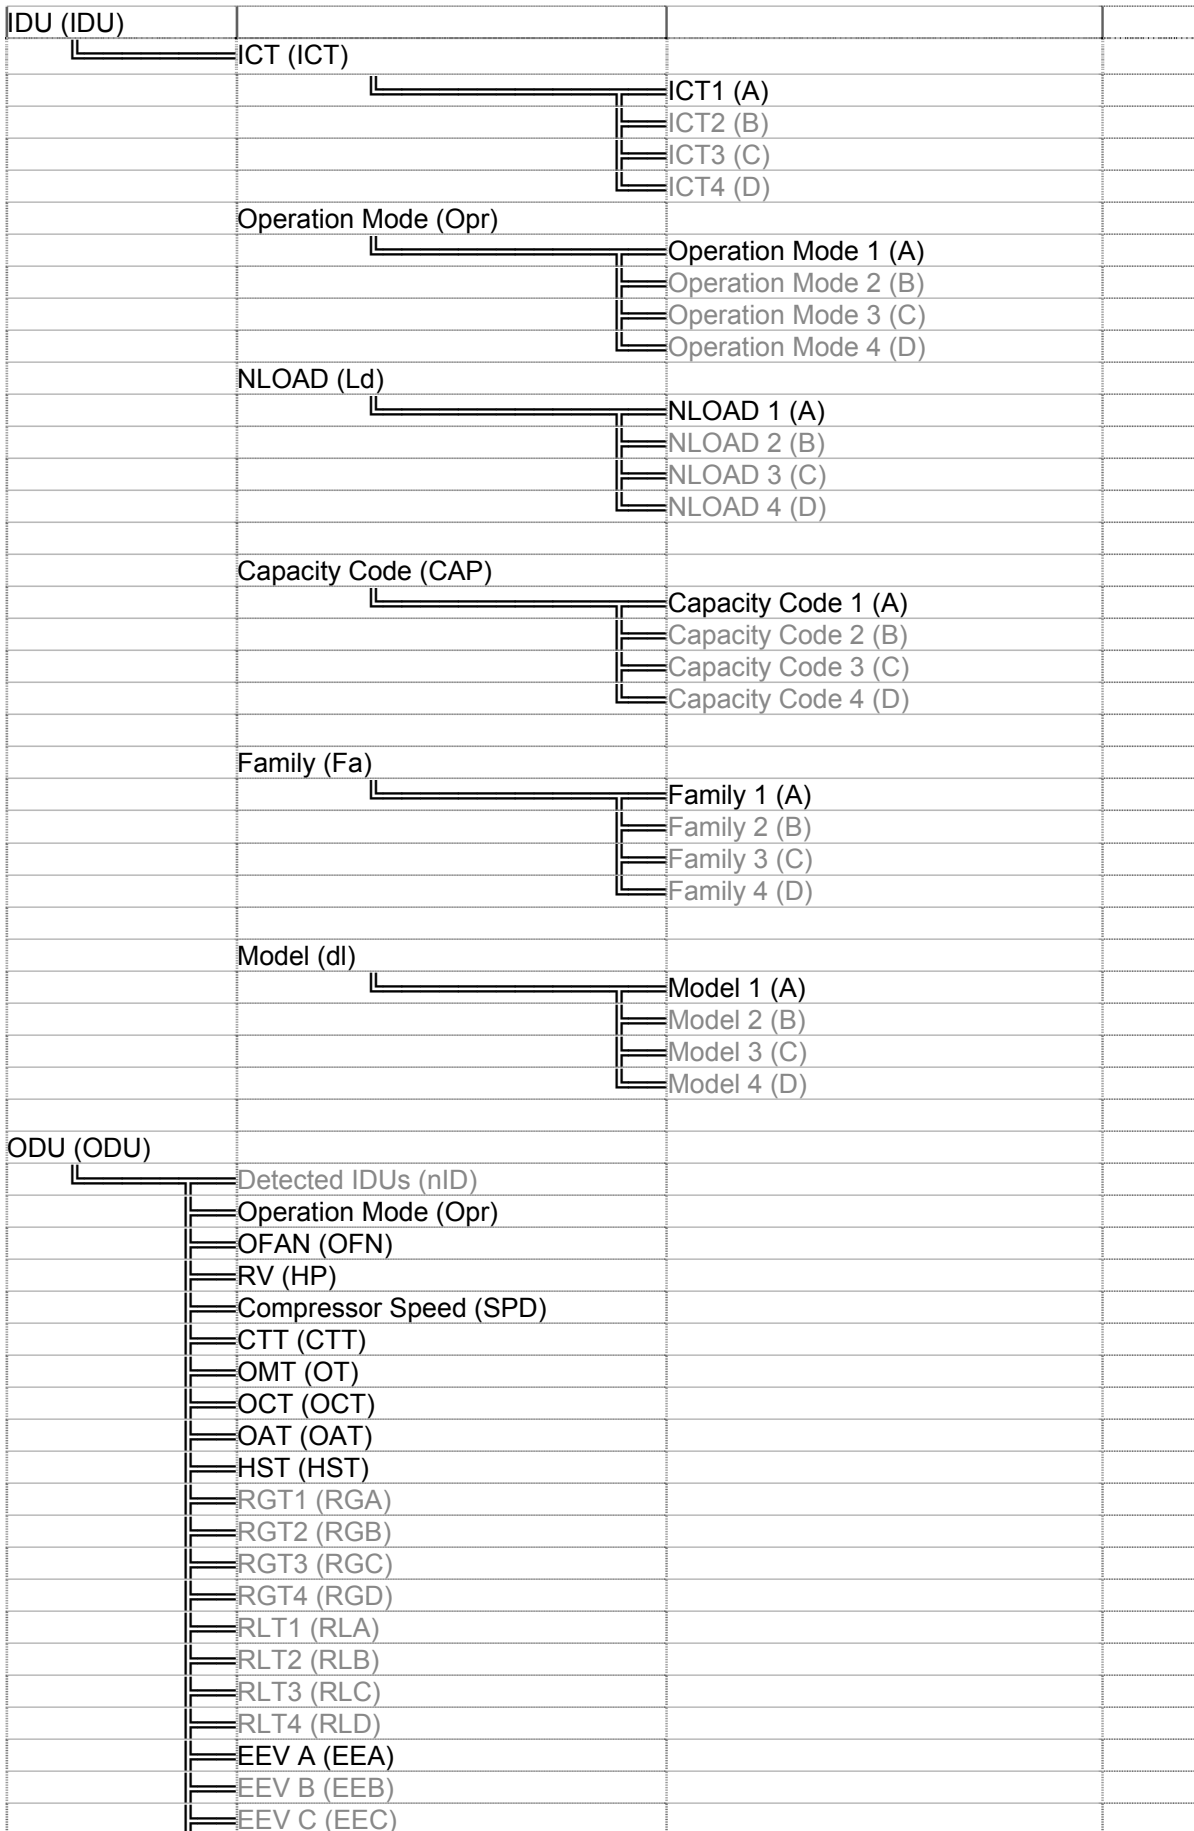 IDU (IDU)
ICT (ICT)
ICT1 (A)
ICT2 (B)
ICT3 (C)
ICT4 (D)
Operation Mode (Opr)
Operation Mode 1 (A)
Operation Mode 2 (B)
Operation Mode 3 (C)
Operation Mode 4 (D)
NLOAD (Ld)
NLOAD 1 (A)
NLOAD 2 (B)
NLOAD 3 (C)
NLOAD 4 (D)
Capacity Code (CAP)
Capacity Code 1 (A)
Capacity Code 2 (B)
Capacity Code 3 (C)
Capacity Code 4 (D)
Family (Fa)
Family 1 (A)
Family 2 (B)
Family 3 (C)
Family 4 (D)
Model (dl)
Model 1 (A)
Model 2 (B)
Model 3 (C)
Model 4 (D)
ODU (ODU)
Detected IDUs (nID)
Operation Mode (Opr)
OFAN (OFN)
RV (HP)
Compressor Speed (SPD)
CTT (CTT)
OMT (OT)
OCT (OCT)
OAT (OAT)
HST (HST)
RGT1 (RGA)
RGT2 (RGB)
RGT3 (RGC)
RGT4 (RGD)
RLT1 (RLA)
RLT2 (RLB)
RLT3 (RLC)
RLT4 (RLD)
EEV A (EEA)
EEV B (EEB)
EEV C (EEC)